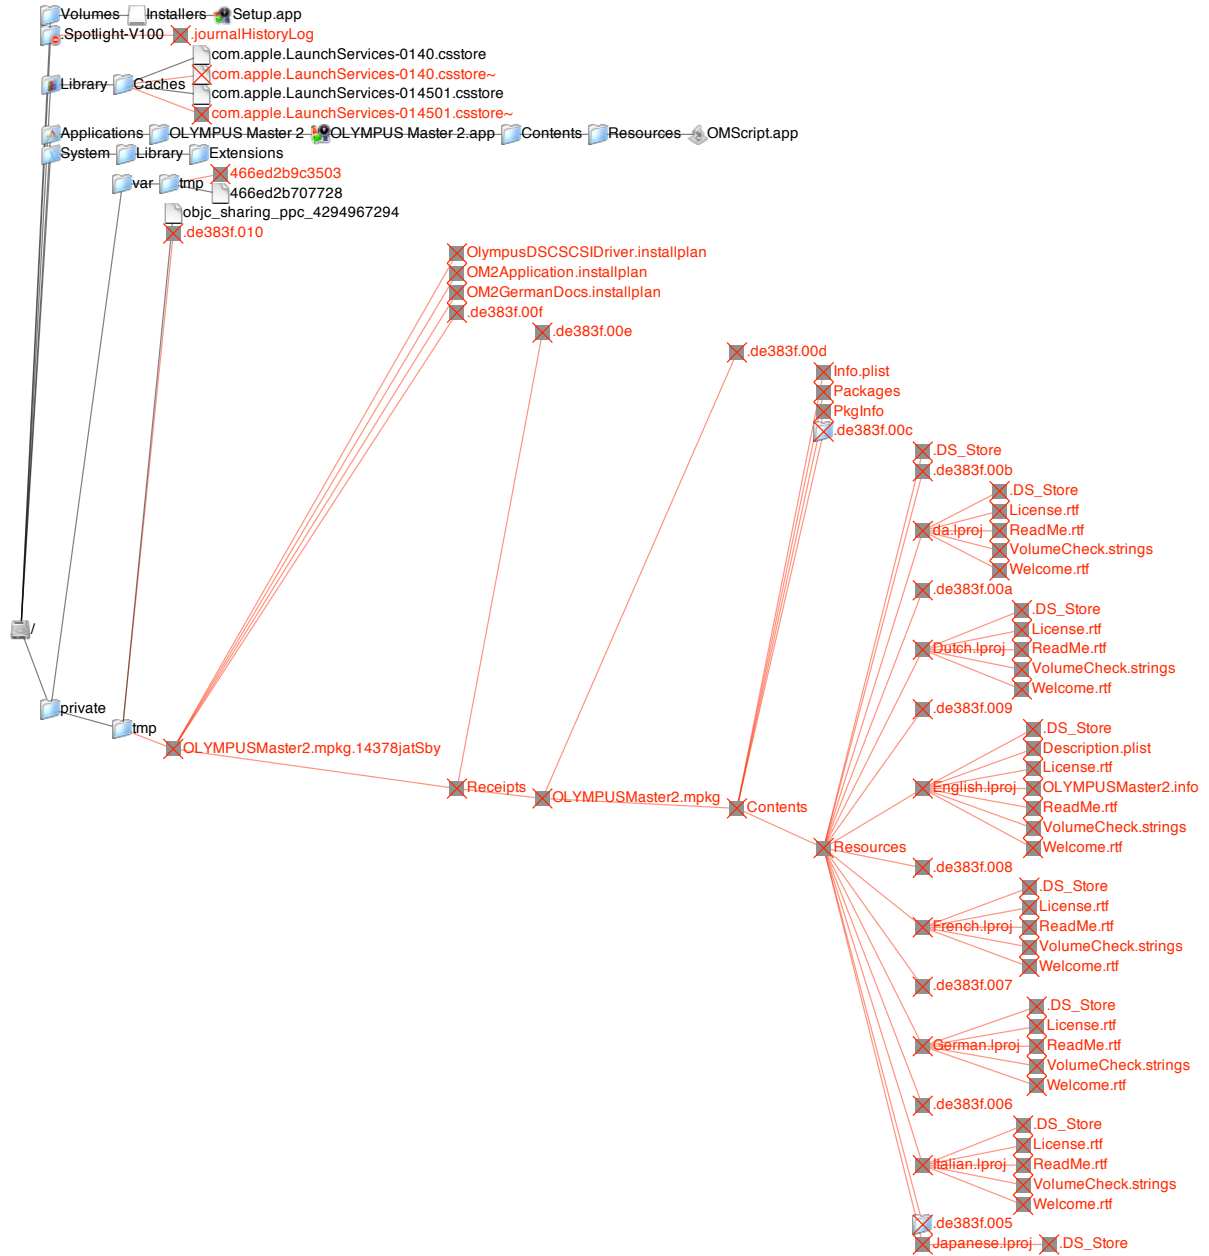 Volumes Installers Setup.app
.Spotlight-V100 .journalHistoryLog
com.apple.LaunchServices-0140.csstore
com.apple.LaunchServices-0140.csstore~
Library Caches
com.apple.LaunchServices-014501.csstore
com.apple.LaunchServices-014501.csstore~
Applications OLYMPUS Master 2 OLYMPUS Master 2.app Contents Resources OMScript.app
System Library Extensions
466ed2b9c3503
var tmp
466ed2b707728
objc_sharing_ppc_4294967294
.de383f.010
OlympusDSCSCSIDriver.installplan
OM2Application.installplan
OM2GermanDocs.installplan
.de383f.00f
.de383f.00e
.de383f.00d
Info.plist
Packages
PkgInfo
.de383f.00c
.DS_Store
.de383f.00b
.DS_Store
License.rtf
da.lproj ReadMe.rtf
VolumeCheck.strings
Welcome.rtf
.de383f.00a
.DS_Store
License.rtf
/
Dutch.lproj ReadMe.rtf
VolumeCheck.strings
Welcome.rtf
private
.de383f.009
tmp
.DS_Store
OLYMPUSMaster2.mpkg.14378jatSby
Description.plist
License.rtf
Receipts
English.lproj OLYMPUSMaster2.info
OLYMPUSMaster2.mpkg
Contents
ReadMe.rtf
VolumeCheck.strings
Resources
Welcome.rtf
.de383f.008
.DS_Store
License.rtf
French.lproj ReadMe.rtf
VolumeCheck.strings
Welcome.rtf
.de383f.007
.DS_Store
License.rtf
German.lproj ReadMe.rtf
VolumeCheck.strings
Welcome.rtf
.de383f.006
.DS_Store
License.rtf
Italian.lproj ReadMe.rtf
VolumeCheck.strings
Welcome.rtf
.de383f.005
Japanese.lproj .DS_Store